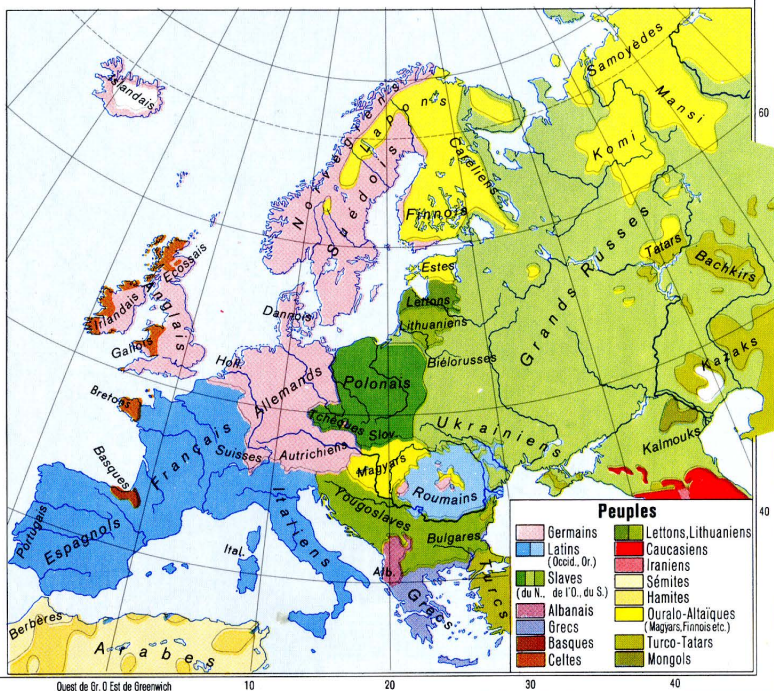 Islandais
Norvégiens
Lapons
Suédois
Finnois
Caréliens
Samoyèdes
Mansi
Komi
60
Ecossais
Irlandais
Anglais
Gallois
Dannois
Estes
Lettons
Lithuaniens
Biélorusses
Grands Russes
Tatars
Bachkirs
Kazaks
Holl.
Allemands
Polonais
Bretons
Français
Tchèques Slov.
Ukrainiens
Kalmouks
Basques
Suisses
Autrichiens
Magyars
Roumains
Portugais
Espagnols
Italiens
Ital.
Yougoslaves
Bulgares
Alb.
Grecs
Turcs
40
Berbères
Arabes
Peuples
Germains
Latins
(Occid., Or.)
Slaves
(du N., de l'O., du S.)
Albanais
Grecs
Basques
Celtes
Lettons, Lithuaniens
Caucasiens
Iraniens
Sémites
Hamites
Ouralo-Altaïques
(Magyars, Finnois etc.)
Turco-Tatars
Mongols
Ouest de Gr. 0 Est de Greenwich
10
20
30
40